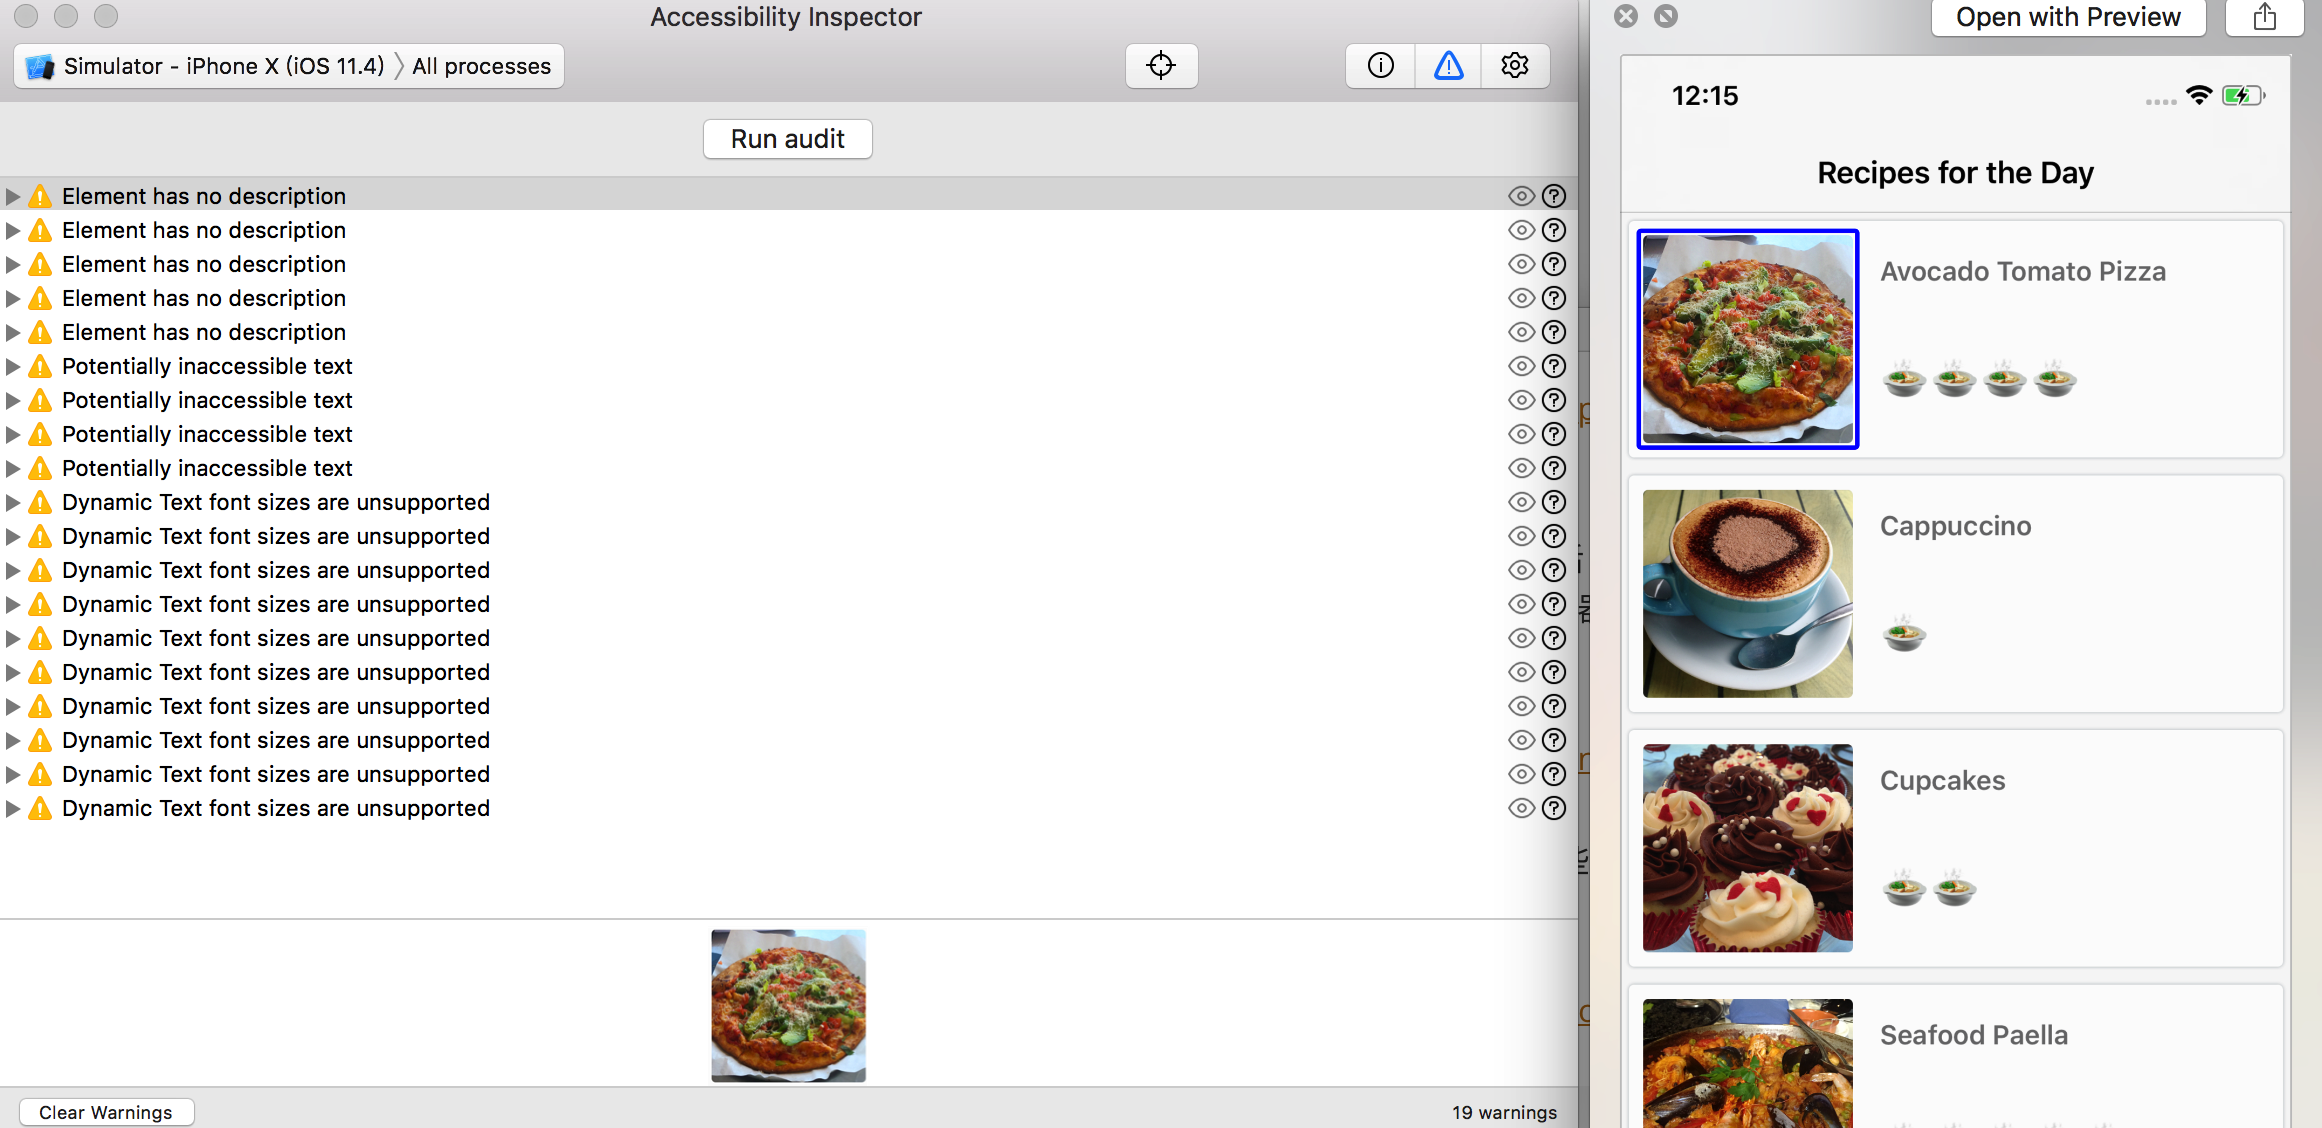 Accessibility Inspector
Simulator - iPhone X (iOS 11.4) 〉 All processes
Run audit
Element has no description
Element has no description
Element has no description
Element has no description
Element has no description
Potentially inaccessible text
Potentially inaccessible text
Potentially inaccessible text
Potentially inaccessible text
Dynamic Text font sizes are unsupported
Dynamic Text font sizes are unsupported
Dynamic Text font sizes are unsupported
Dynamic Text font sizes are unsupported
Dynamic Text font sizes are unsupported
Dynamic Text font sizes are unsupported
Dynamic Text font sizes are unsupported
Dynamic Text font sizes are unsupported
Dynamic Text font sizes are unsupported
Dynamic Text font sizes are unsupported
Clear Warnings
19 warnings
Open with Preview
12:15
Recipes for the Day
Avocado Tomato Pizza
Cappuccino
Cupcakes
Seafood Paella